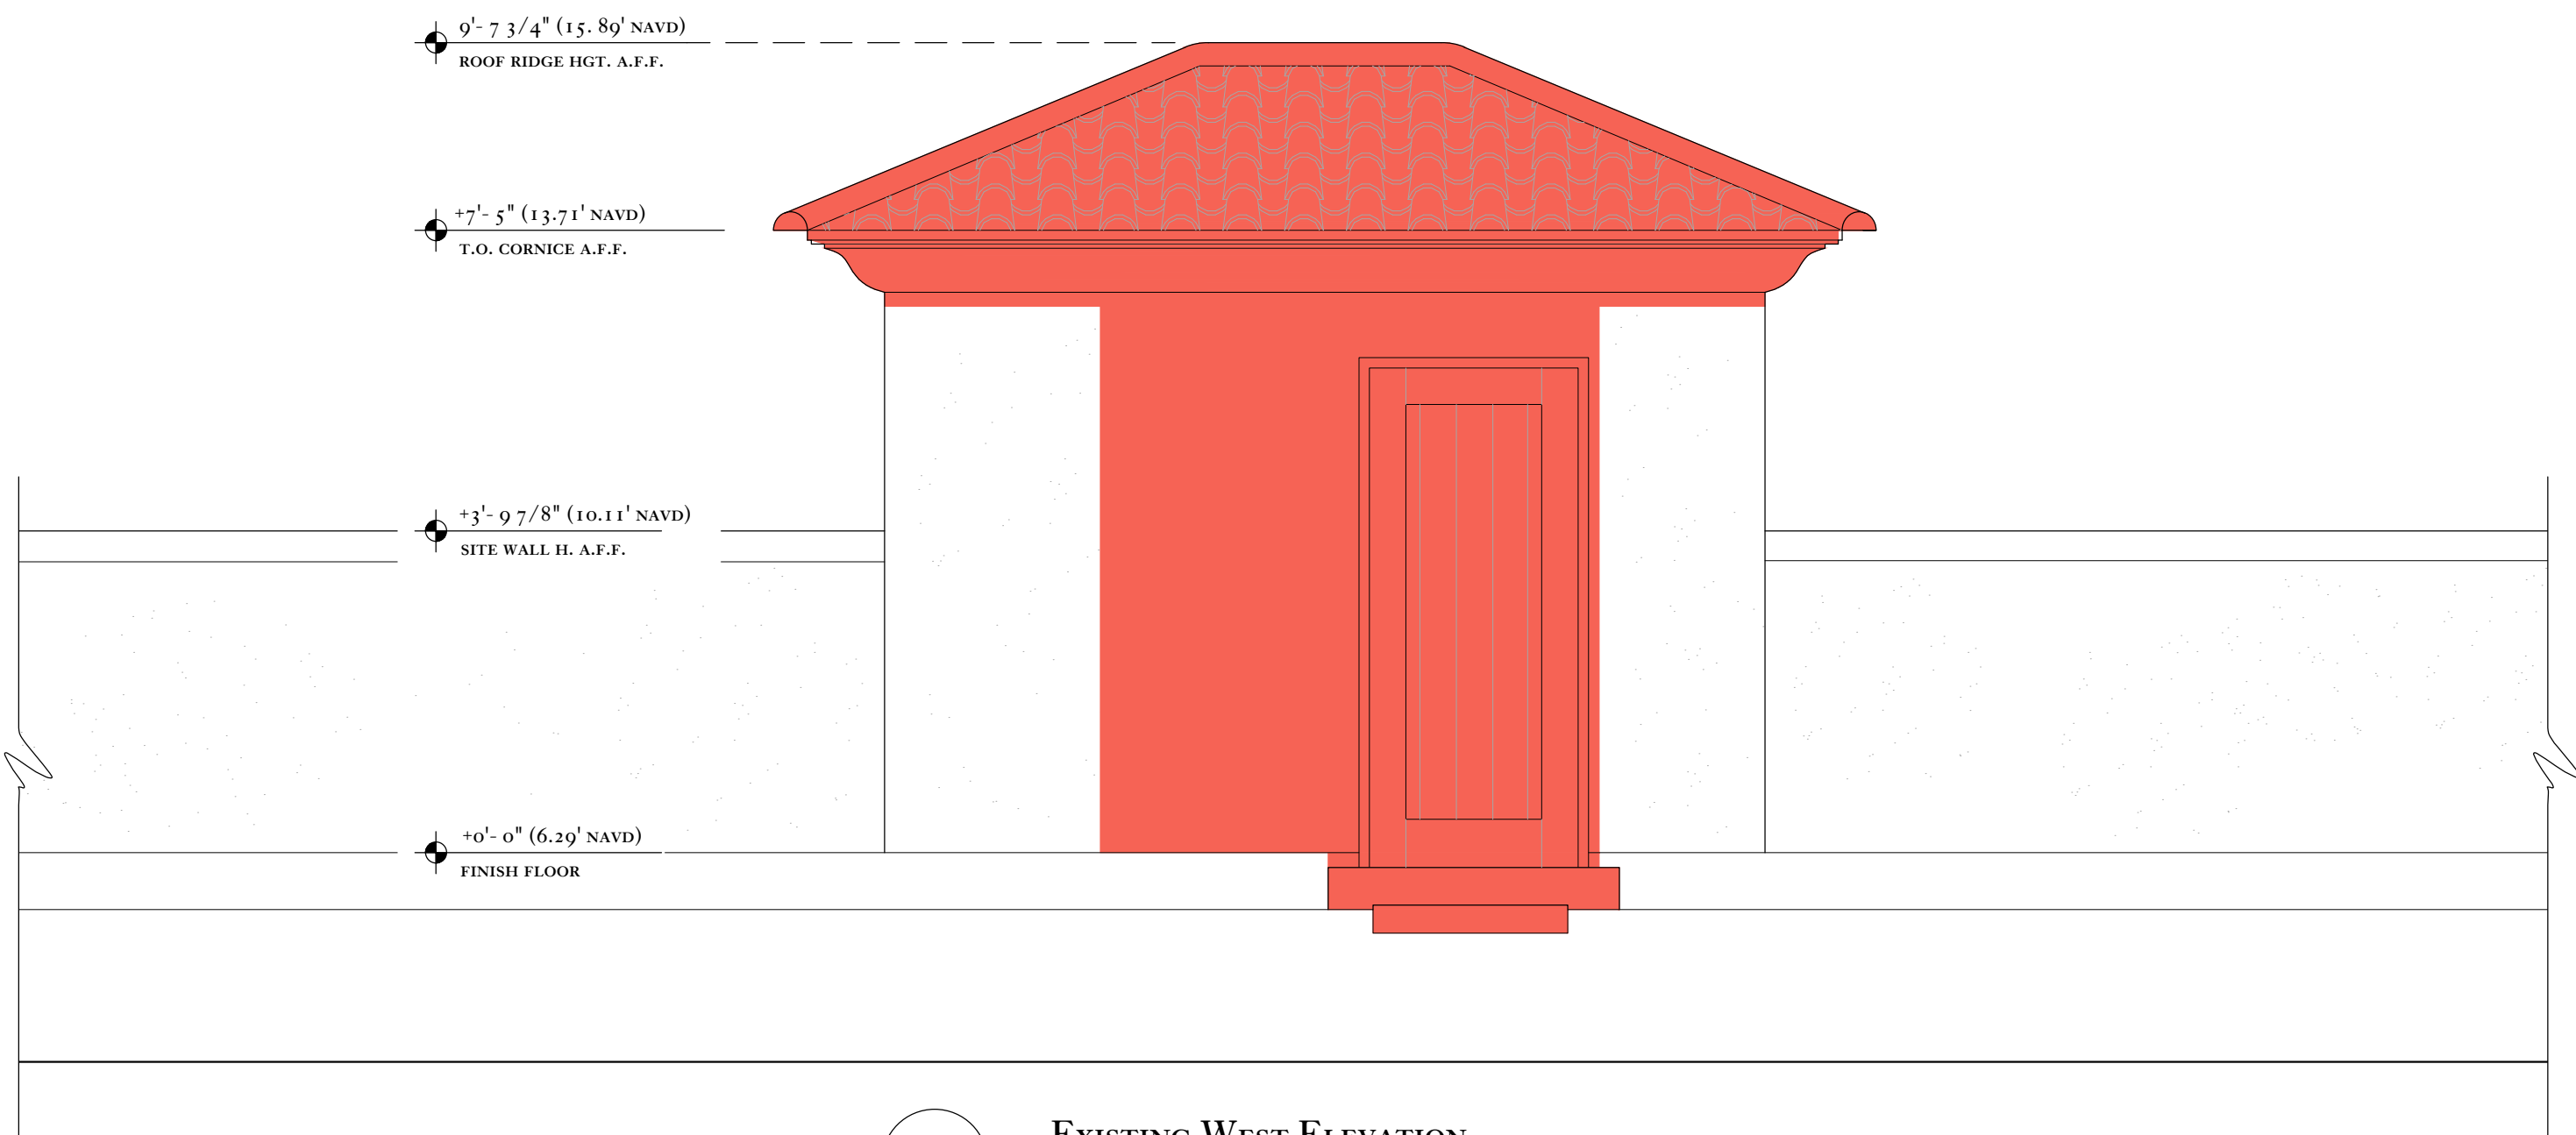 9'- 7 3/4" (15. 89' NAVD)
ROOF RIDGE HGT. A.F.F.
+7'- 5" (13.71' NAVD)
T.O. CORNICE A.F.F.
+3'- 9 7/8" (10.11' NAVD)
SITE WALL H. A.F.F.
+0'- 0" (6.29' NAVD)
FINISH FLOOR
EXISTING WEST ELEVATION